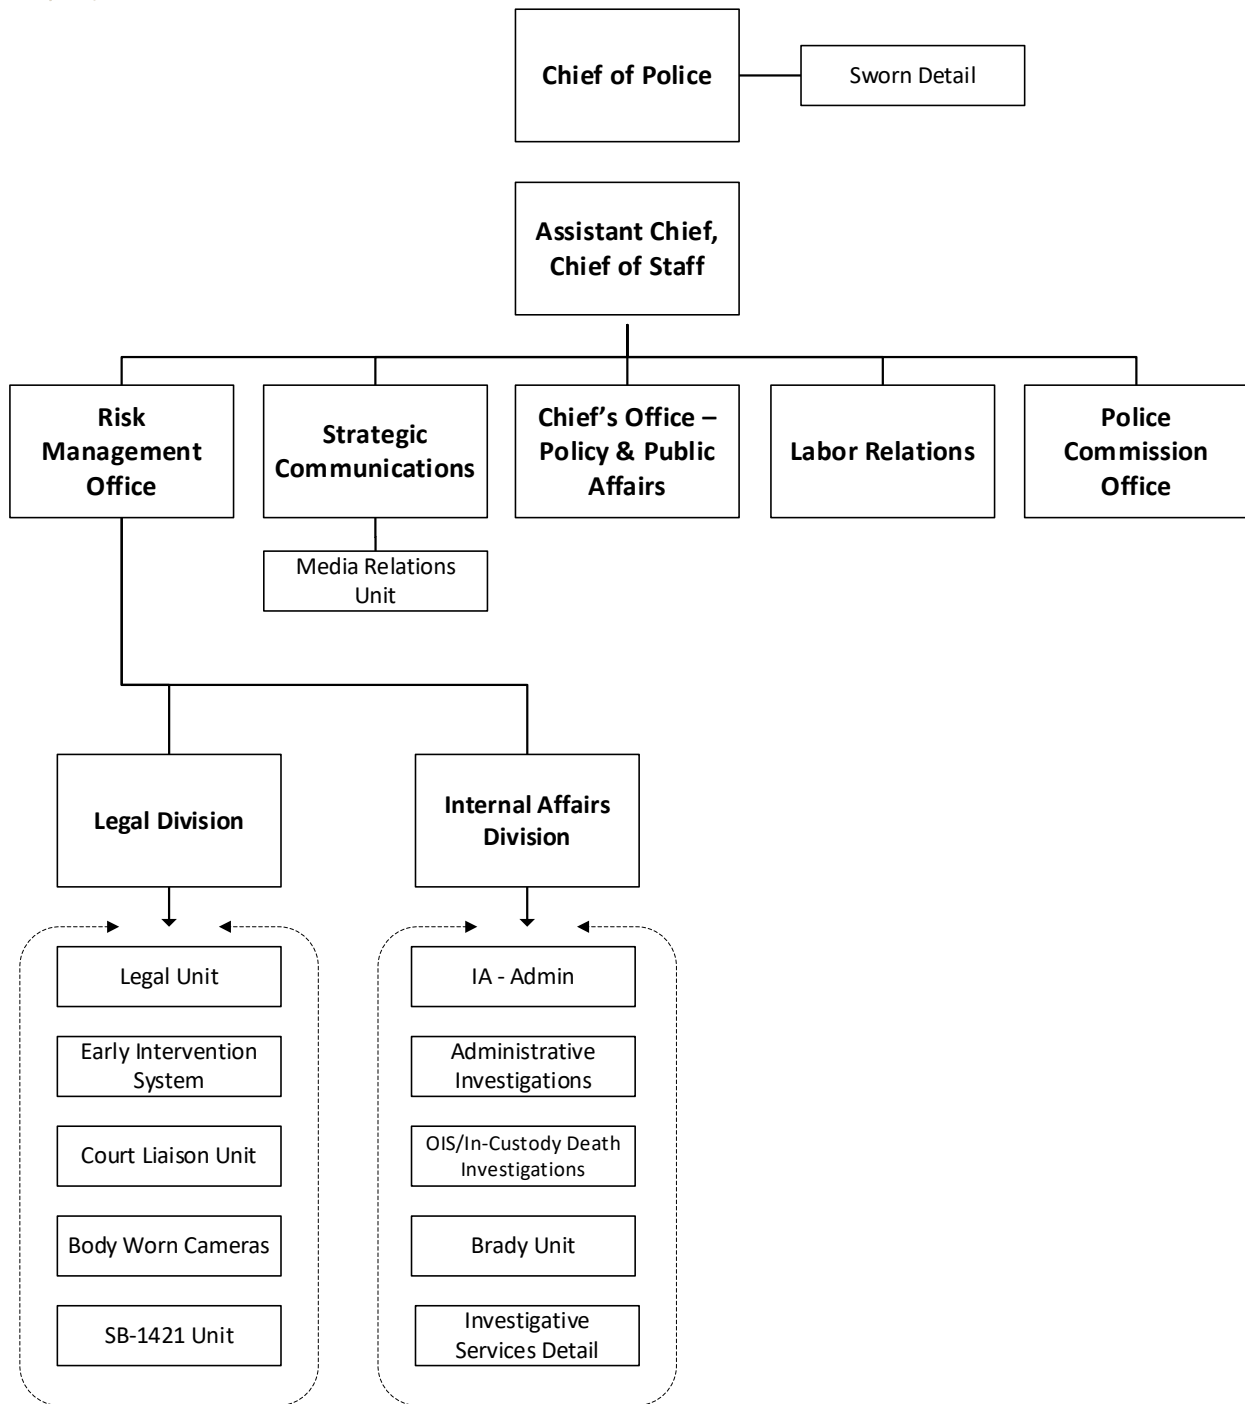 Chief of Police
Sworn Detail
Assistant Chief,
Chief of Staff
Risk
Management
Office
Strategic
Communications
Chief’s Office –
Policy & Public
Affairs
Labor Relations
Police
Commission
Office
Media Relations
Unit
Legal Division
Internal Affairs
Division
Legal Unit
Early Intervention
System
Court Liaison Unit
Body Worn Cameras
SB-1421 Unit
IA - Admin
Administrative
Investigations
OIS/In-Custody Death
Investigations
Brady Unit
Investigative
Services Detail